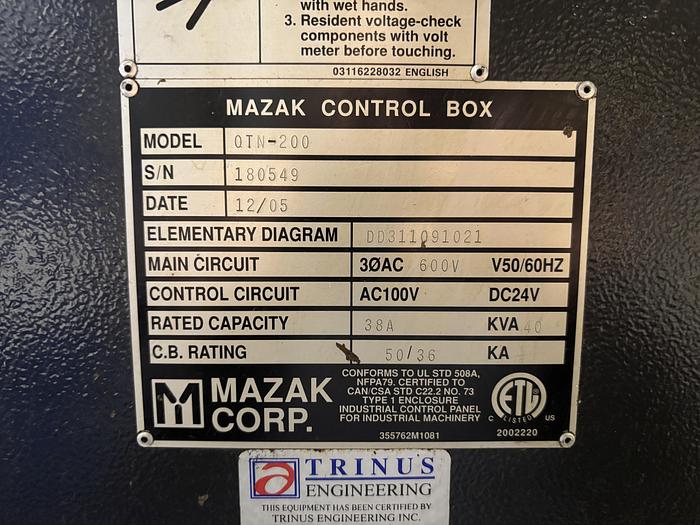 with wet hands.
3. Resident voltage-check
components with volt
meter before touching.
03116228032 ENGLISH
MAZAK CONTROL BOX
MODEL QTN-200
S/N 180549
DATE 12/05
ELEMENTARY DIAGRAM DD311091021
MAIN CIRCUIT 3ØAC 600V V50/60HZ
CONTROL CIRCUIT AC100V DC24V
RATED CAPACITY 38A KVA 40
C.B. RATING 50/36 KA
CONFORMS TO UL STD 508A,
NFPA79. CERTIFIED TO
CAN/CSA STD C22.2 NO. 73
TYPE 1 ENCLOSURE
INDUSTRIAL CONTROL PANEL
FOR INDUSTRIAL MACHINERY
M MAZAK
CORP.
355762M1081
ETL
C LISTED US
2002220
TRINUS
ENGINEERING
THIS EQUIPMENT HAS BEEN CERTIFIED BY
TRINUS ENGINEERING INC.